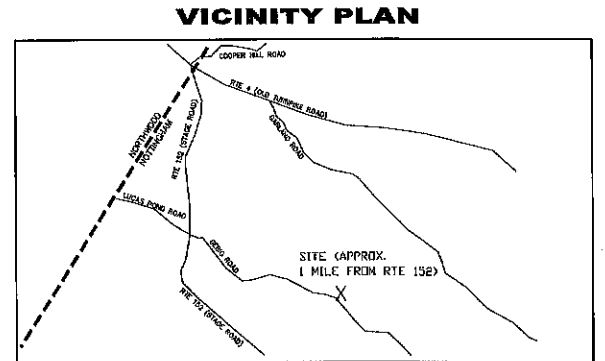 VICINITY PLAN
COOPER HILL ROAD
RTE 4 (OLD TURNPIKE ROAD)
GARLAND ROAD
NORTHWOOD
NOTTINGHAM
RTE 152 (STAGE ROAD)
LUCAS POND ROAD
GEBIG ROAD
SITE (APPROX.
1 MILE FROM RTE 152)
X
RTE 152 (STAGE ROAD)